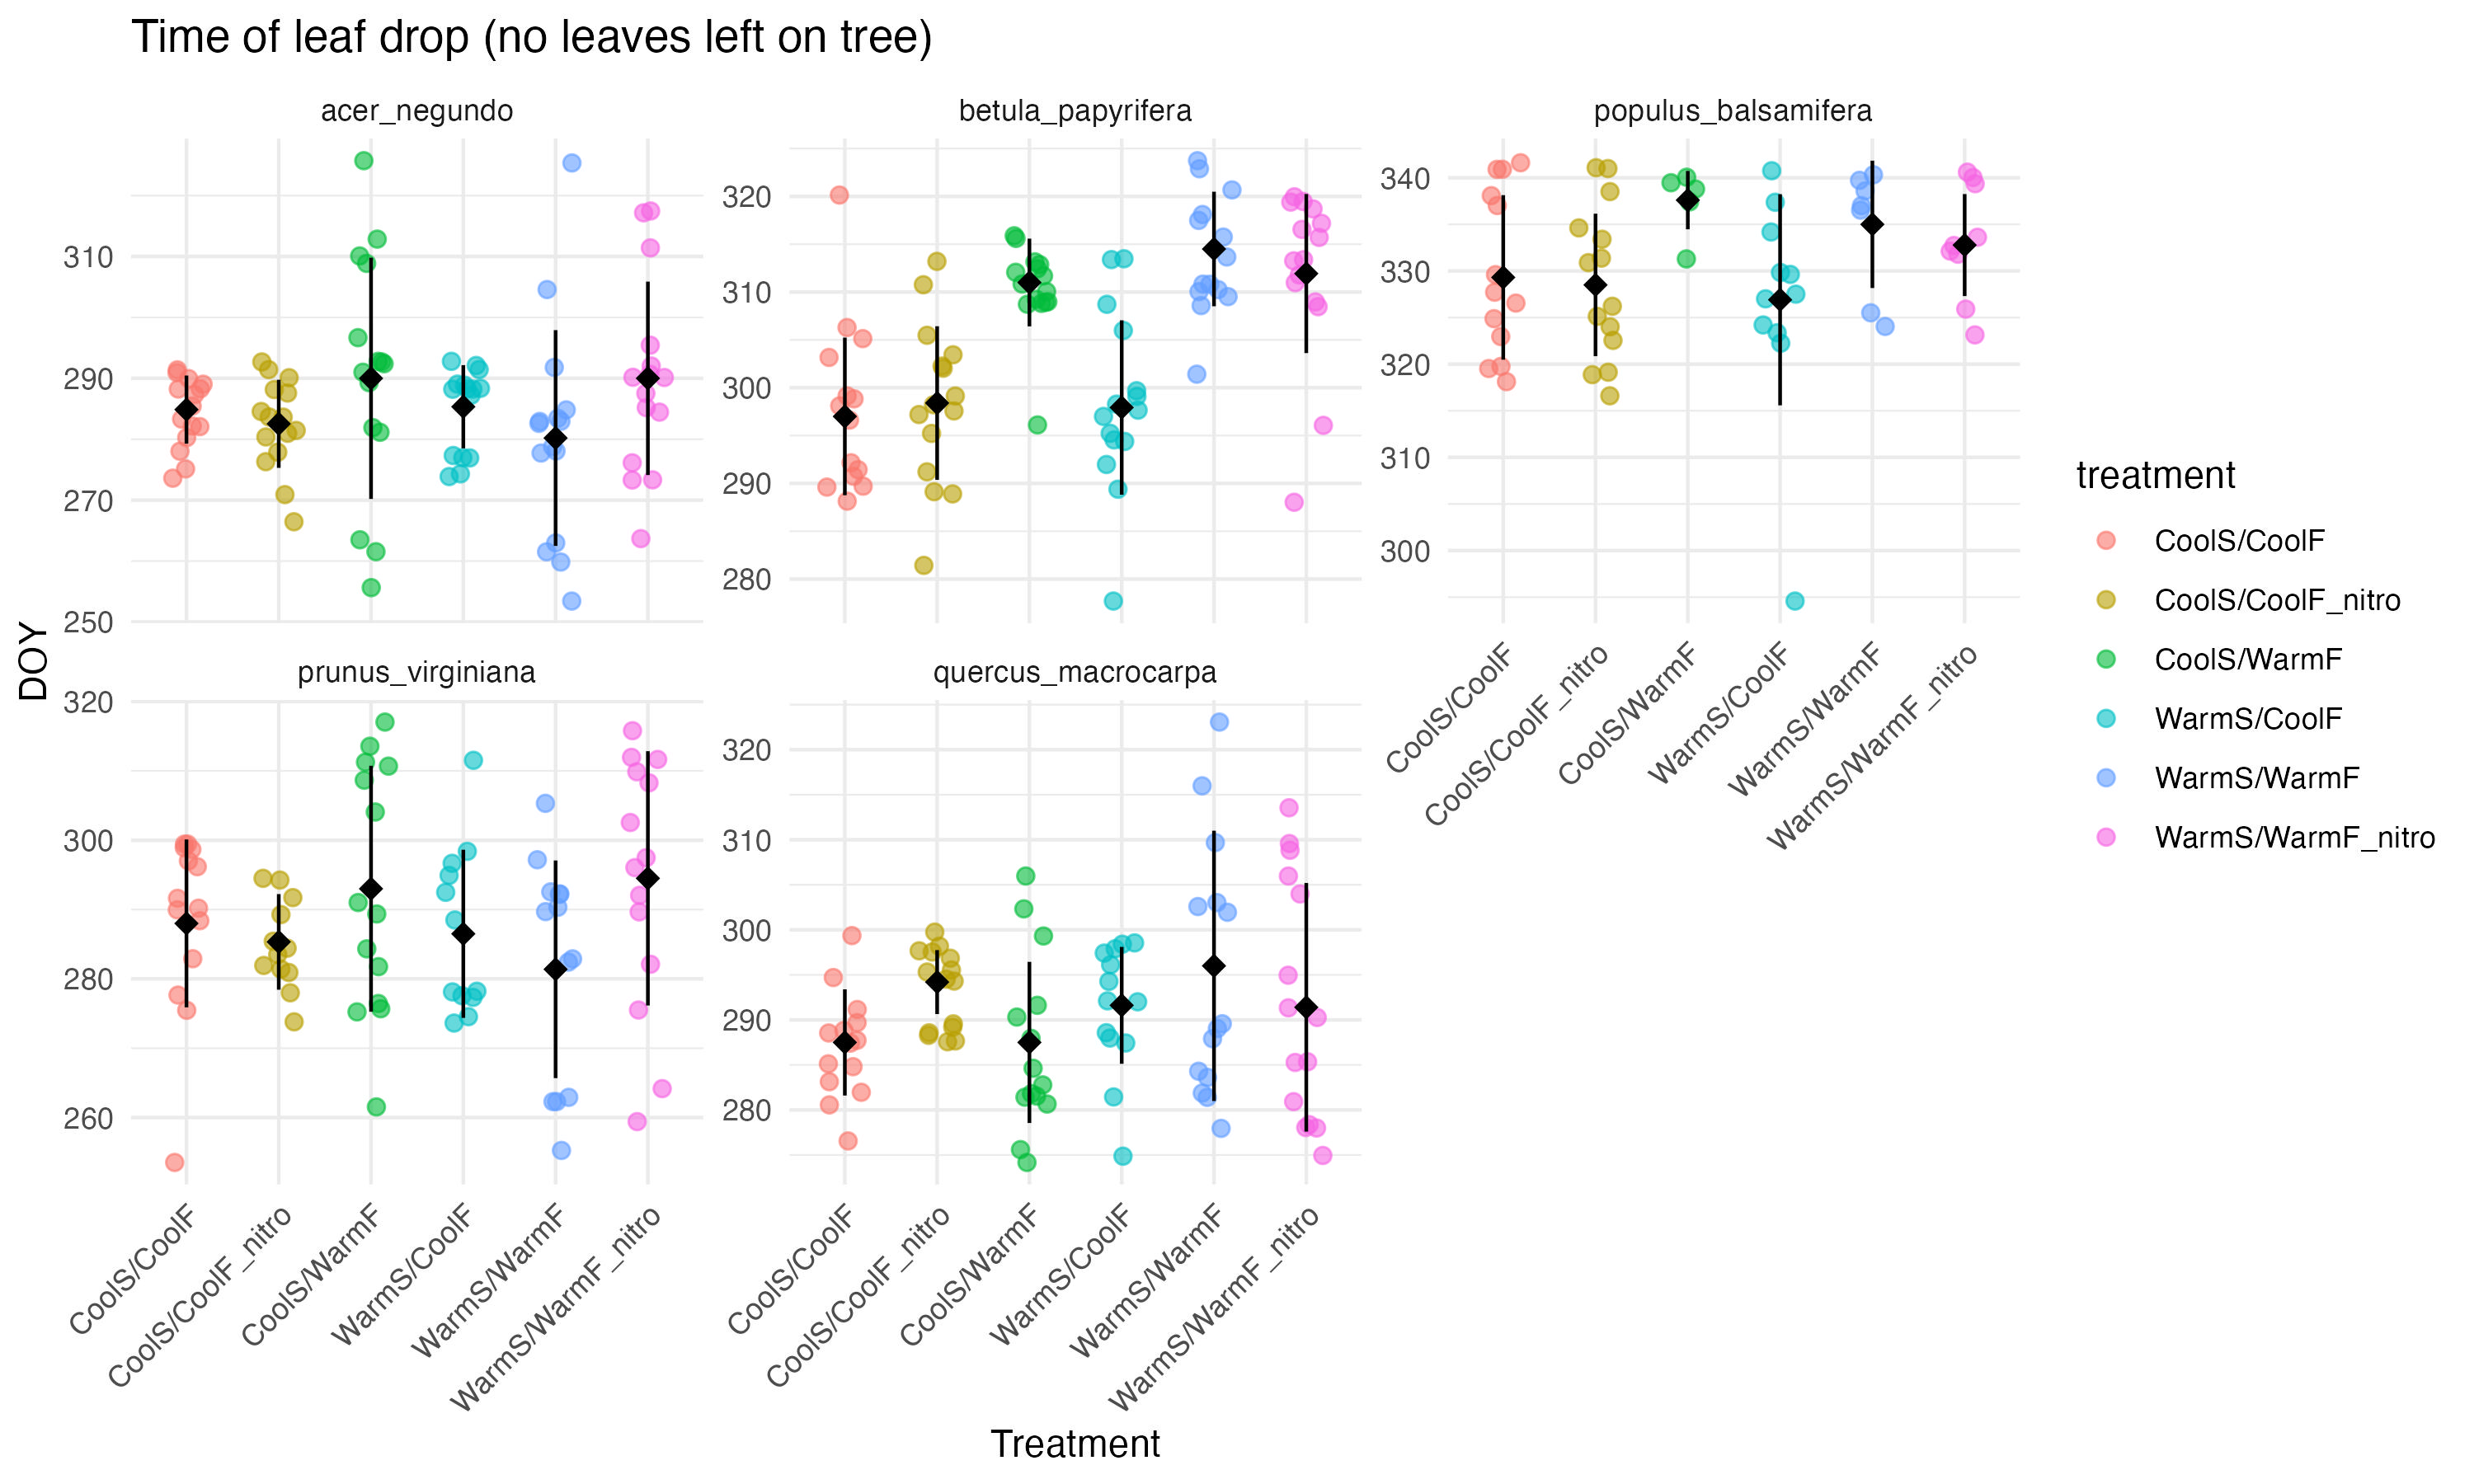 Time of leaf drop (no leaves left on tree)
acer_negundo
betula_papyrifera
populus_balsamifera
310
290
270
250
320
310
300
290
280
340
330
320
310
300
CoolS/CoolF
CoolS/CoolF_nitro
CoolS/WarmF
WarmS/CoolF
WarmS/WarmF
WarmS/WarmF_nitro
DOY
prunus_virginiana
quercus_macrocarpa
320
300
280
260
320
310
300
290
280
CoolS/CoolF
CoolS/CoolF_nitro
CoolS/WarmF
WarmS/CoolF
WarmS/WarmF
WarmS/WarmF_nitro
CoolS/CoolF
CoolS/CoolF_nitro
CoolS/WarmF
WarmS/CoolF
WarmS/WarmF
WarmS/WarmF_nitro
Treatment
treatment
CoolS/CoolF
CoolS/CoolF_nitro
CoolS/WarmF
WarmS/CoolF
WarmS/WarmF
WarmS/WarmF_nitro